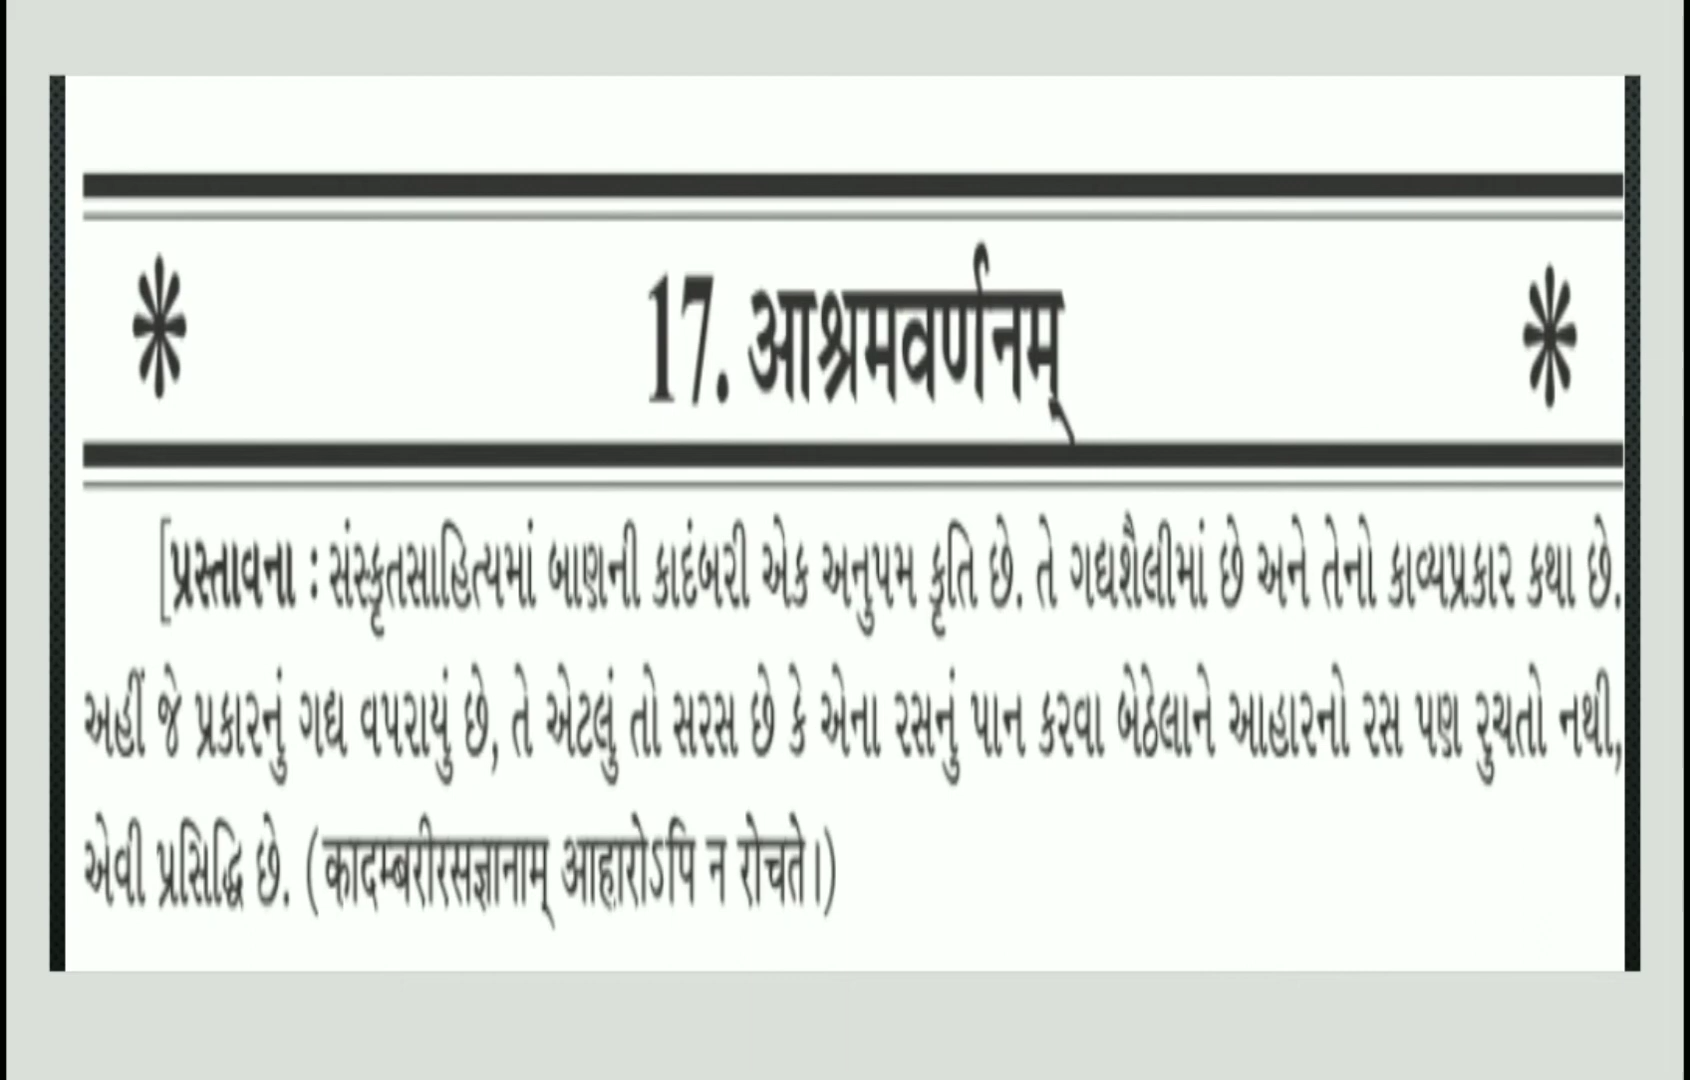 17. आश्रमवर्णनम्
[પ્રસ્તાવના : સંસ્કૃતસાહિત્યમાં બાણની કાદંબરી એક અનુપમ કૃતિ છે. તે ગદ્યશૈલીમાં છે અને તેનો કાવ્યપ્રકાર કથા છે.
અહીં જે પ્રકારનું ગદ્ય વપરાયું છે, તે એટલું તો સરસ છે કે એના રસનું પાન કરવા બેઠેલાને આહારનો રસ પણ રુચતો નથી,
એવી પ્રસિદ્ધિ છે. (कादम्बरीरसज्ञानाम् आहारोऽपि न रोचते।)